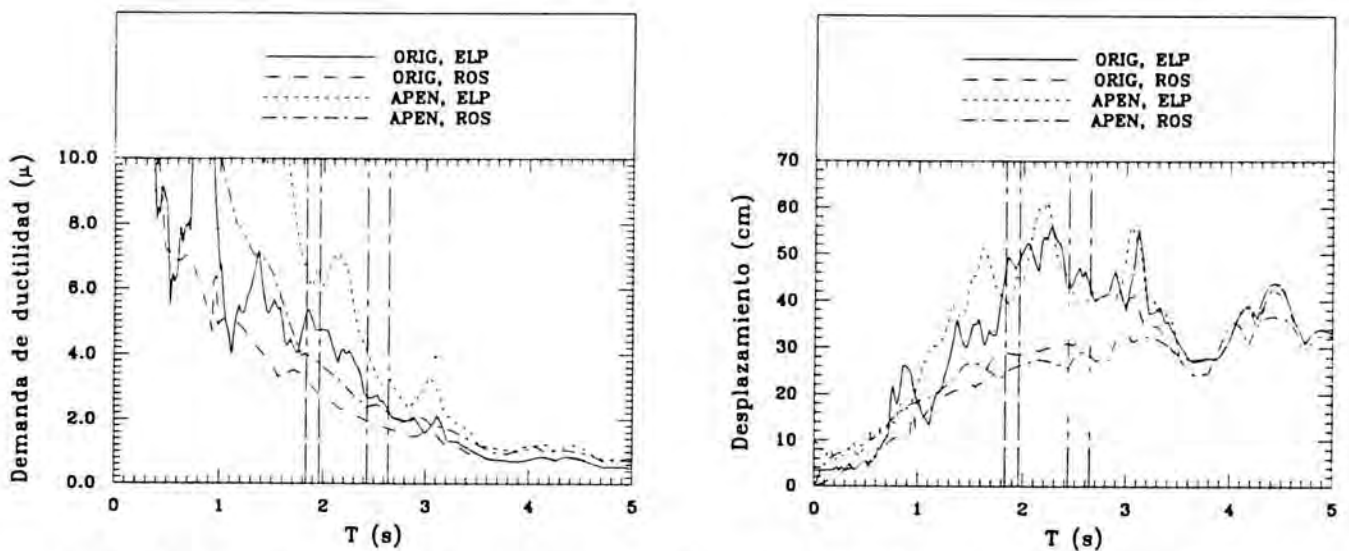 ORIG, ELP
ORIG, ROS
APEN, ELP
APEN, ROS
Demanda de ductilidad (μ)
10.0
8.0
6.0
4.0
2.0
0.0
0 1 2 3 4 5
T (s)
ORIG, ELP
ORIG, ROS
APEN, ELP
APEN, ROS
Desplazamiento (cm)
70
60
50
40
30
20
10
0
0 1 2 3 4 5
T (s)